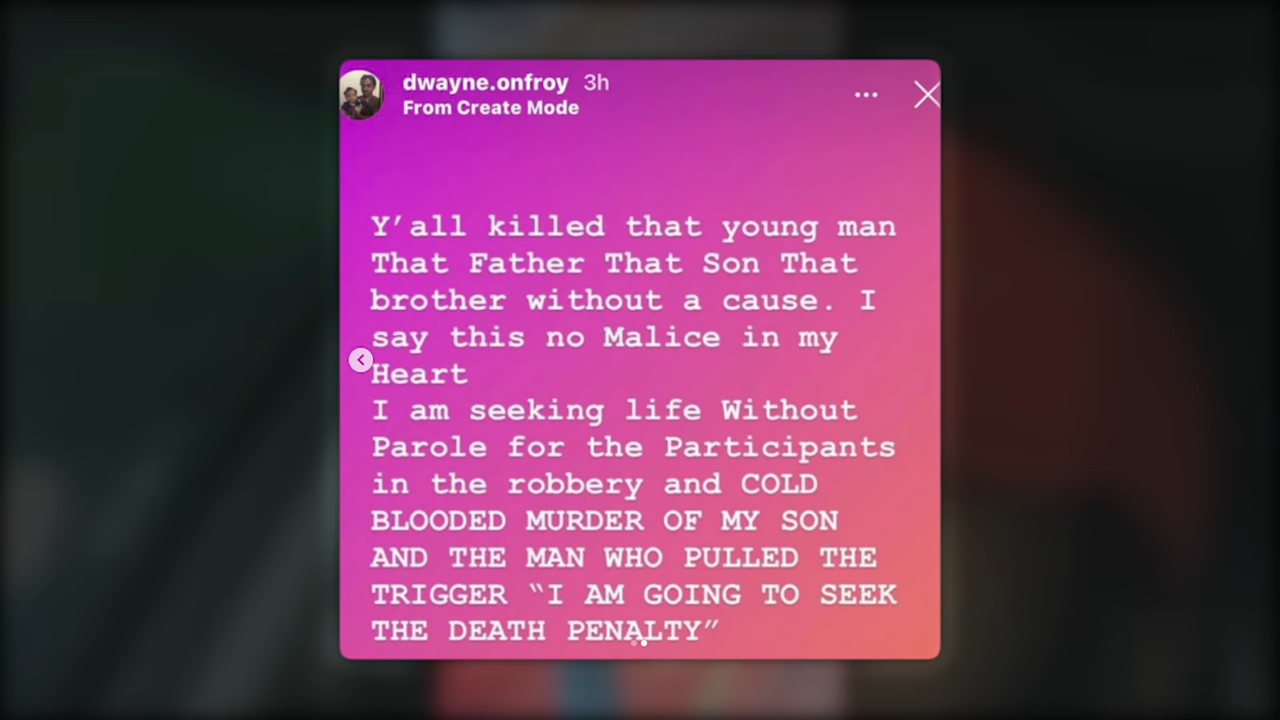 dwayne.onfroy 3h
From Create Mode
Y’all killed that young man
That Father That Son That
brother without a cause. I
say this no Malice in my
Heart
I am seeking life Without
Parole for the Participants
in the robbery and COLD
BLOODED MURDER OF MY SON
AND THE MAN WHO PULLED THE
TRIGGER “I AM GOING TO SEEK
THE DEATH PENALTY”